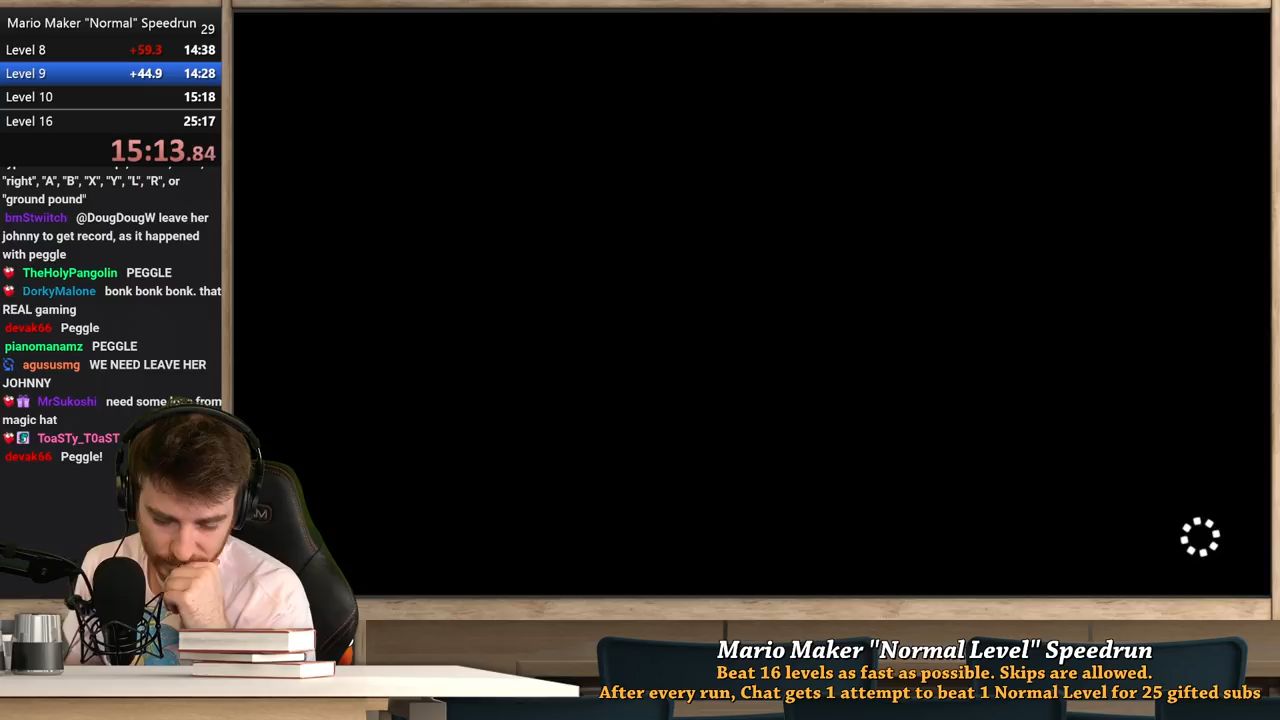 Mario Maker "Normal" Speedrun 29
Level 8 +59.3 14:38
Level 9 +44.9 14:28
Level 10 15:18
Level 16 25:17
15:13.84
"right", "A", "B", "X", "Y", "L", "R", or
"ground pound"
bmStwiitch @DougDougW leave her
johnny to get record, as it happened
with peggle
TheHolyPangolin PEGGLE
DorkyMalone bonk bonk bonk. that
REAL gaming
devak66 Peggle
pianomanamz PEGGLE
agususmg WE NEED LEAVE HER
JOHNNY
MrSukoshi need some from
magic hat
ToaSTy_T0aST
devak66 Peggle!
Mario Maker "Normal Level" Speedrun
Beat 16 levels as fast as possible. Skips are allowed.
After every run, Chat gets 1 attempt to beat 1 Normal Level for 25 gifted subs